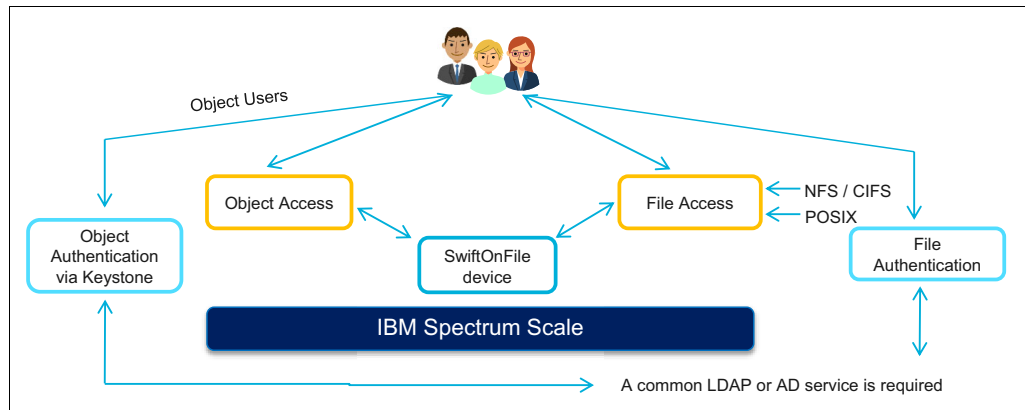 Object Users
Object Access
File Access
NFS / CIFS
POSIX
Object
Authentication
via Keystone
SwiftOnFile
device
File
Authentication
IBM Spectrum Scale
A common LDAP or AD service is required